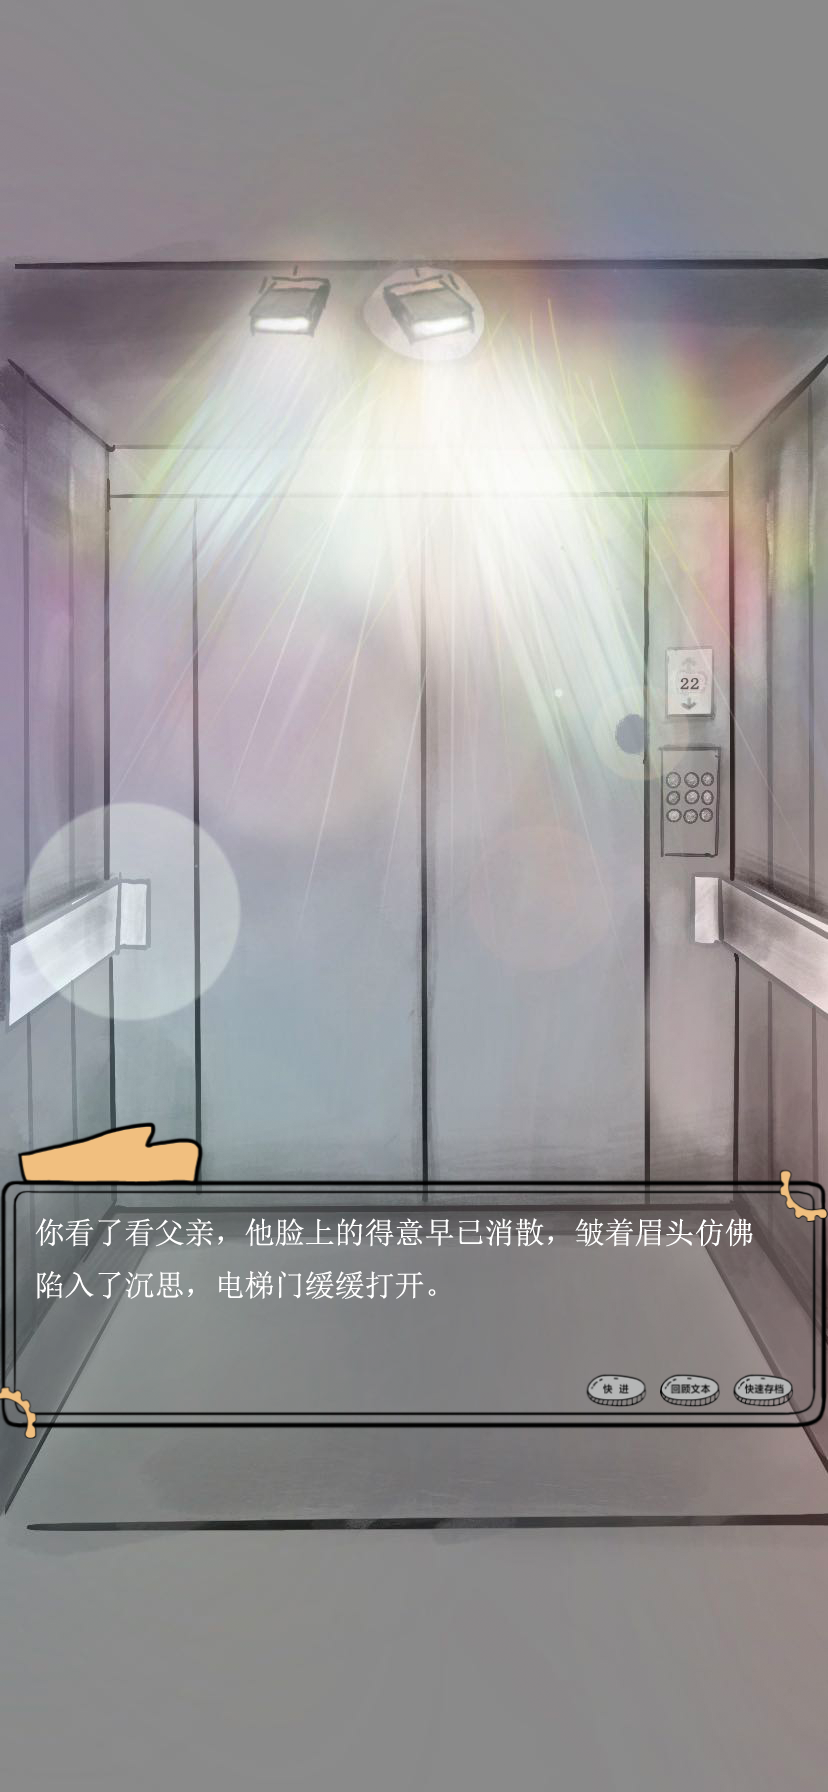 22
你看了看父亲，他脸上的得意早已消散，皱着眉头仿佛
陷入了沉思，电梯门缓缓打开。
快 进
回顾文本
快速存档